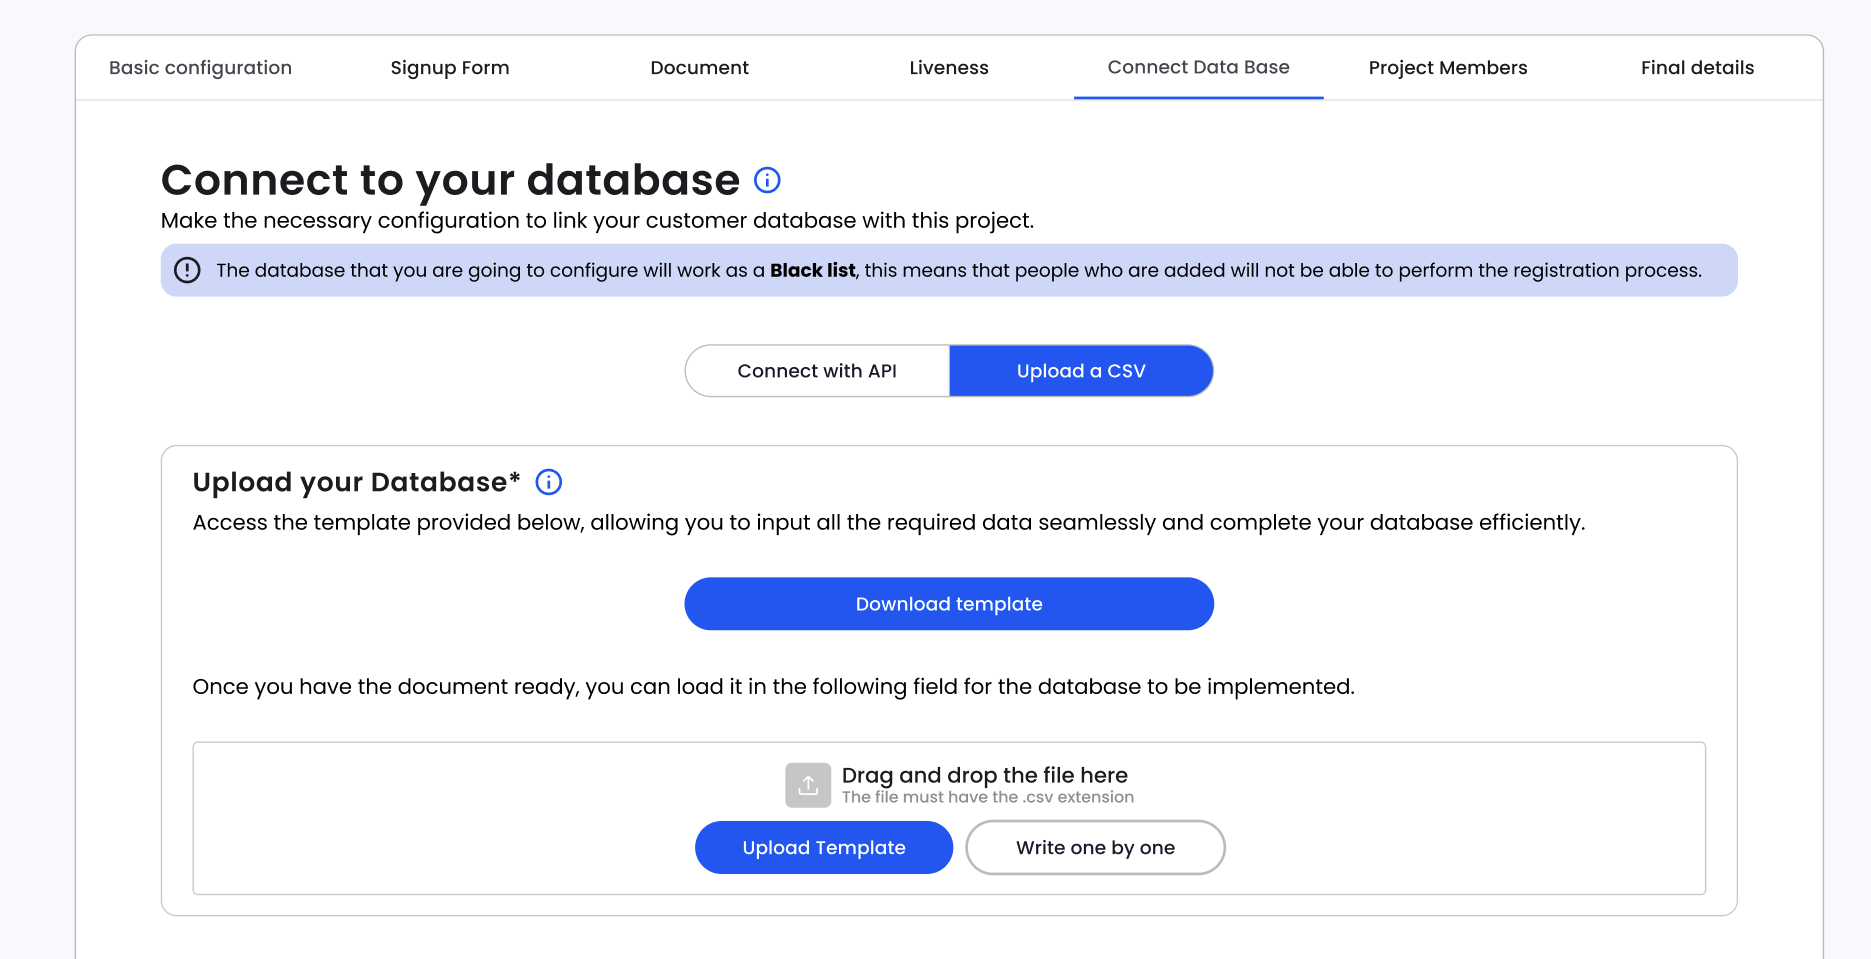 Basic configuration
Signup Form
Document
Liveness
Connect Data Base
Project Members
Final details
Connect to your database
Make the necessary configuration to link your customer database with this project.
The database that you are going to configure will work as a Black list, this means that people who are added will not be able to perform the registration process.
Connect with API
Upload a CSV
Upload your Database*
Access the template provided below, allowing you to input all the required data seamlessly and complete your database efficiently.
Download template
Once you have the document ready, you can load it in the following field for the database to be implemented.
Drag and drop the file here
The file must have the .csv extension
Upload Template
Write one by one